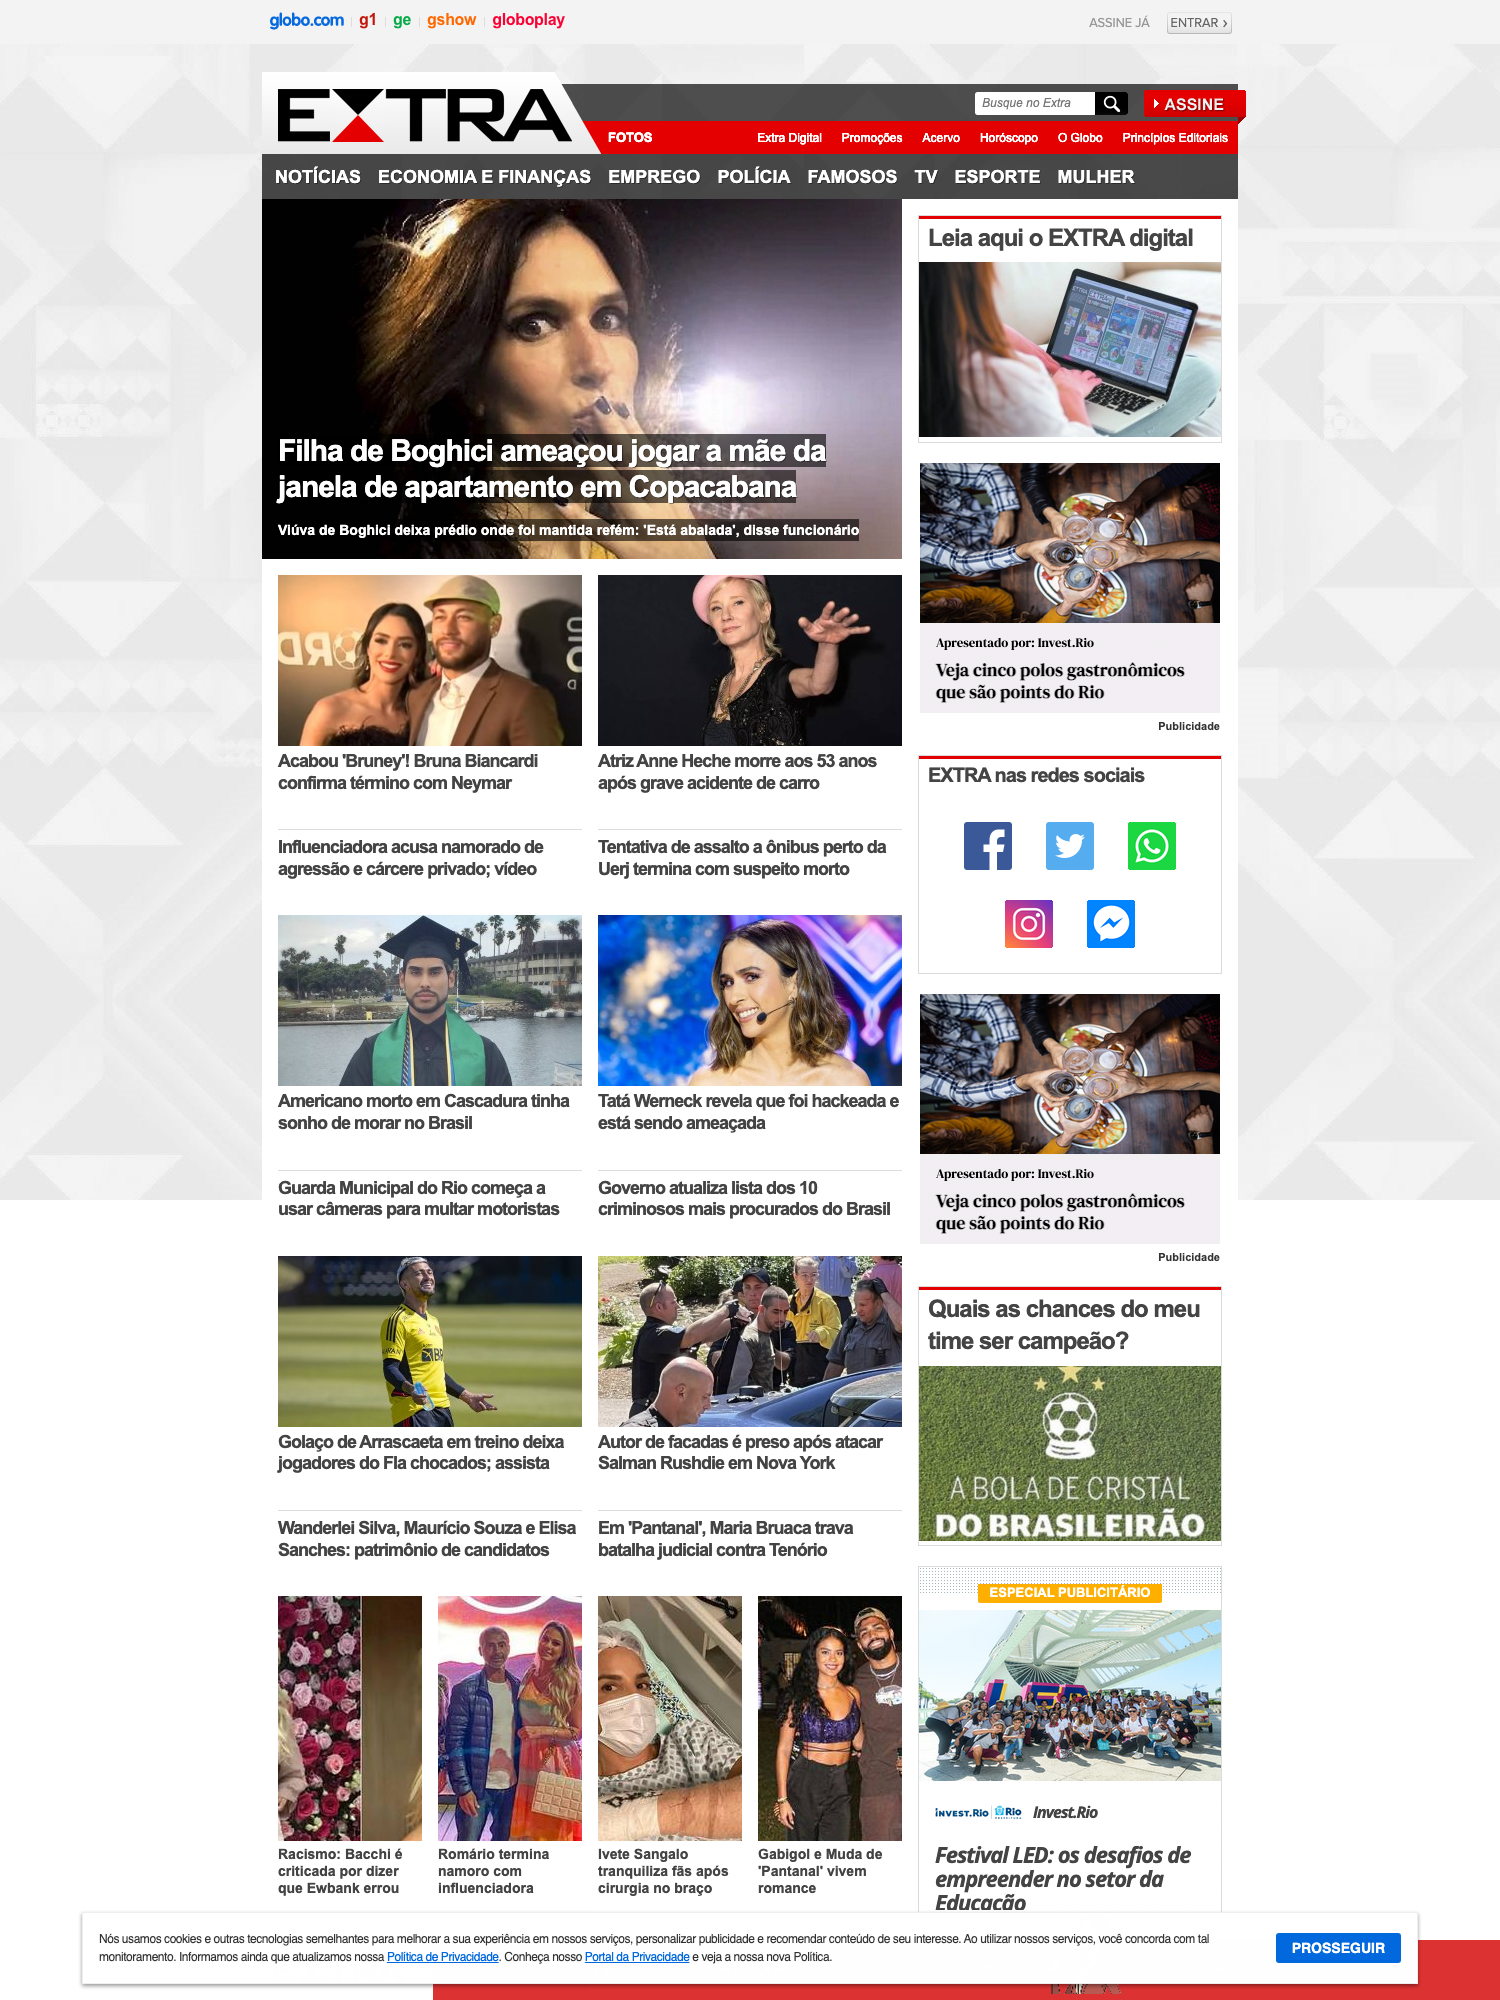 globo.com g1 ge gshow globoplay
ASSINE JÁ ENTRAR ›
EXTRA
Busque no Extra
ASSINE
FOTOS Extra Digital Promoções Acervo Horóscopo O Globo Princípios Editoriais
NOTÍCIAS ECONOMIA E FINANÇAS EMPREGO POLÍCIA FAMOSOS TV ESPORTE MULHER
Filha de Boghici ameaçou jogar a mãe da
janela de apartamento em Copacabana
Viúva de Boghici deixa prédio onde foi mantida refém: 'Está abalada', disse funcionário
Acabou 'Bruney'! Bruna Biancardi
confirma término com Neymar
Atriz Anne Heche morre aos 53 anos
após grave acidente de carro
Influenciadora acusa namorado de
agressão e cárcere privado; vídeo
Tentativa de assalto a ônibus perto da
Uerj termina com suspeito morto
Americano morto em Cascadura tinha
sonho de morar no Brasil
Tatá Werneck revela que foi hackeada e
está sendo ameaçada
Guarda Municipal do Rio começa a
usar câmeras para multar motoristas
Governo atualiza lista dos 10
criminosos mais procurados do Brasil
Golaço de Arrascaeta em treino deixa
jogadores do Fla chocados; assista
Autor de facadas é preso após atacar
Salman Rushdie em Nova York
Wanderlei Silva, Maurício Souza e Elisa
Sanches: patrimônio de candidatos
Em 'Pantanal', Maria Bruaca trava
batalha judicial contra Tenório
Racismo: Bacchi é
criticada por dizer
que Ewbank errou
Romário termina
namoro com
influenciadora
Ivete Sangalo
tranquiliza fãs após
cirurgia no braço
Gabigol e Muda de
'Pantanal' vivem
romance
Leia aqui o EXTRA digital
EXTRA
Apresentado por: Invest.Rio
Veja cinco polos gastronômicos
que são points do Rio
Publicidade
EXTRA nas redes sociais
Apresentado por: Invest.Rio
Veja cinco polos gastronômicos
que são points do Rio
Publicidade
Quais as chances do meu
time ser campeão?
A BOLA DE CRISTAL
DO BRASILEIRÃO
ESPECIAL PUBLICITÁRIO
INVEST.Rio Rio Invest.Rio
Festival LED: os desafios de
empreender no setor da
Educação
Nós usamos cookies e outras tecnologias semelhantes para melhorar a sua experiência em nossos serviços, personalizar publicidade e recomendar conteúdo de seu interesse. Ao utilizar nossos serviços, você concorda com tal
monitoramento. Informamos ainda que atualizamos nossa Política de Privacidade. Conheça nosso Portal da Privacidade e veja a nossa nova Política.
PROSSEGUIR